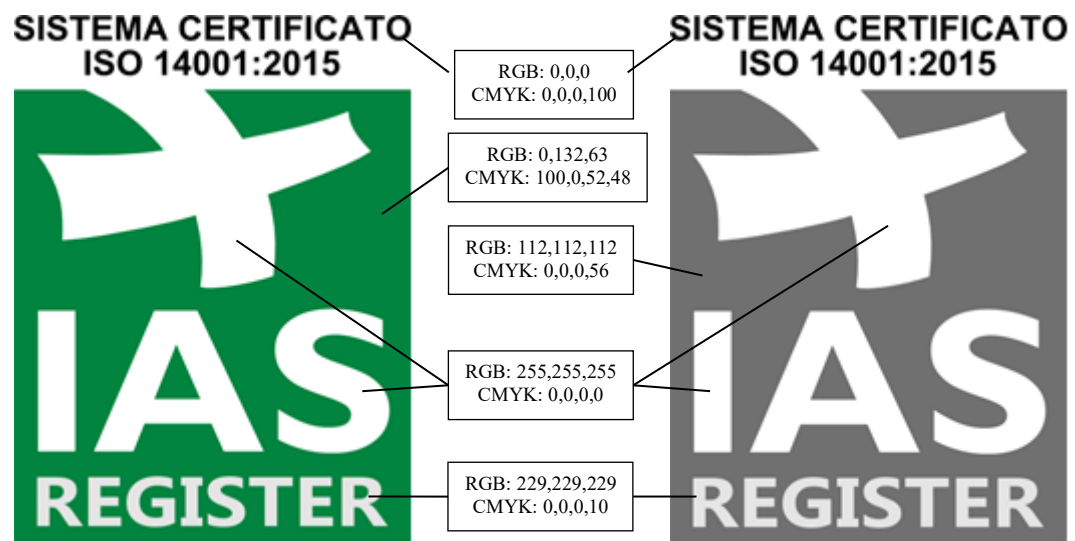 SISTEMA CERTIFICATO
ISO 14001:2015
SISTEMA CERTIFICATO
ISO 14001:2015
RGB: 0,0,0
CMYK: 0,0,0,100
RGB: 0,132,63
CMYK: 100,0,52,48
RGB: 112,112,112
CMYK: 0,0,0,56
RGB: 255,255,255
CMYK: 0,0,0,0
RGB: 229,229,229
CMYK: 0,0,0,10
IAS
REGISTER
IAS
REGISTER